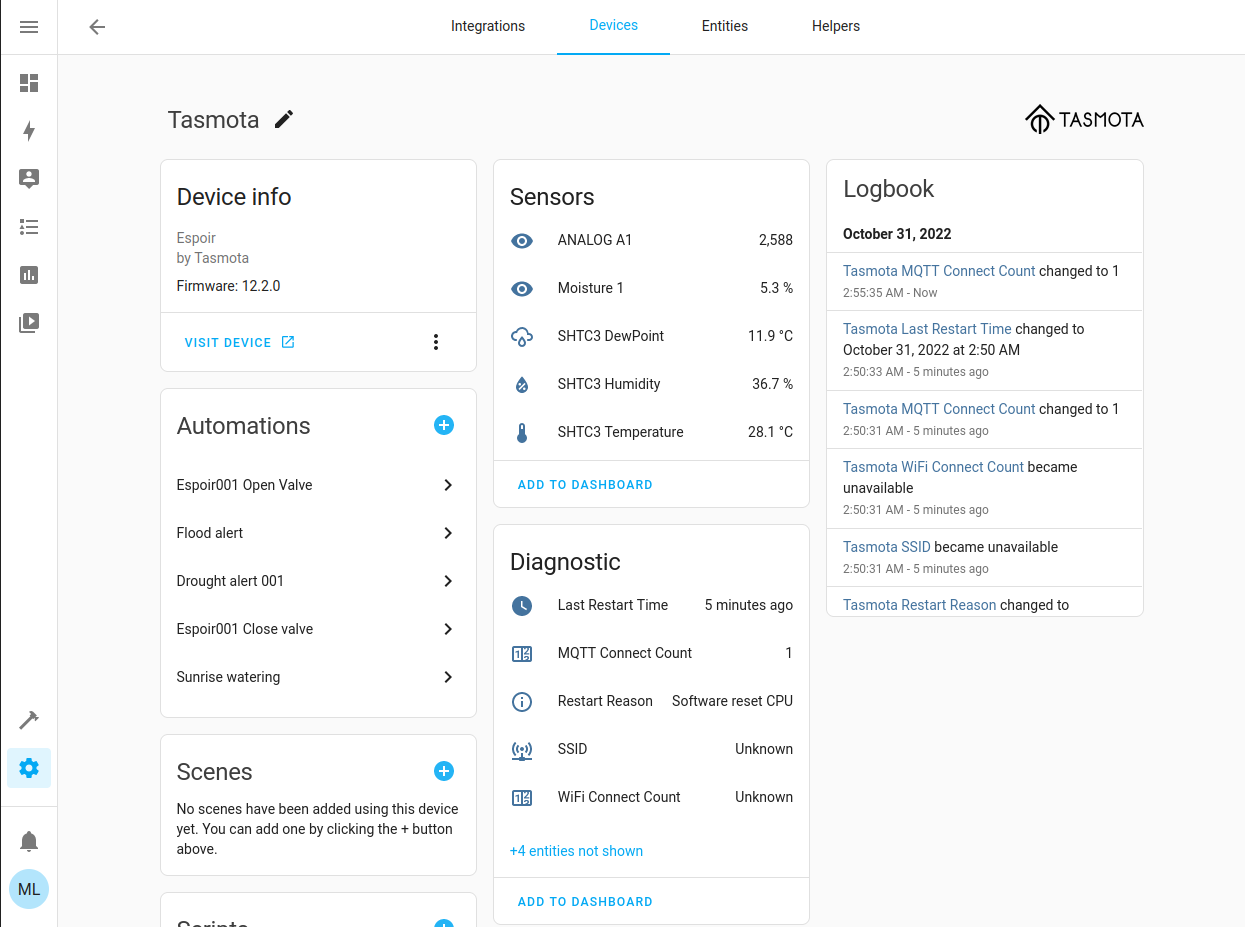 Integrations
Devices
Entities
Helpers
Tasmota
TASMOTA
Device info
Espoir
by Tasmota
Firmware: 12.2.0
VISIT DEVICE
Automations
Espoir001 Open Valve
Flood alert
Drought alert 001
Espoir001 Close valve
Sunrise watering
Scenes
No scenes have been added using this device
yet. You can add one by clicking the + button
above.
Scripts
Sensors
ANALOG A1 2,588
Moisture 1 5.3 %
SHTC3 DewPoint 11.9 °C
SHTC3 Humidity 36.7 %
SHTC3 Temperature 28.1 °C
ADD TO DASHBOARD
Diagnostic
Last Restart Time 5 minutes ago
MQTT Connect Count 1
Restart Reason Software reset CPU
SSID Unknown
WiFi Connect Count Unknown
+4 entities not shown
ADD TO DASHBOARD
Logbook
October 31, 2022
Tasmota MQTT Connect Count changed to 1
2:55:35 AM - Now
Tasmota Last Restart Time changed to
October 31, 2022 at 2:50 AM
2:50:33 AM - 5 minutes ago
Tasmota MQTT Connect Count changed to 1
2:50:31 AM - 5 minutes ago
Tasmota WiFi Connect Count became
unavailable
2:50:31 AM - 5 minutes ago
Tasmota SSID became unavailable
2:50:31 AM - 5 minutes ago
Tasmota Restart Reason changed to
ML